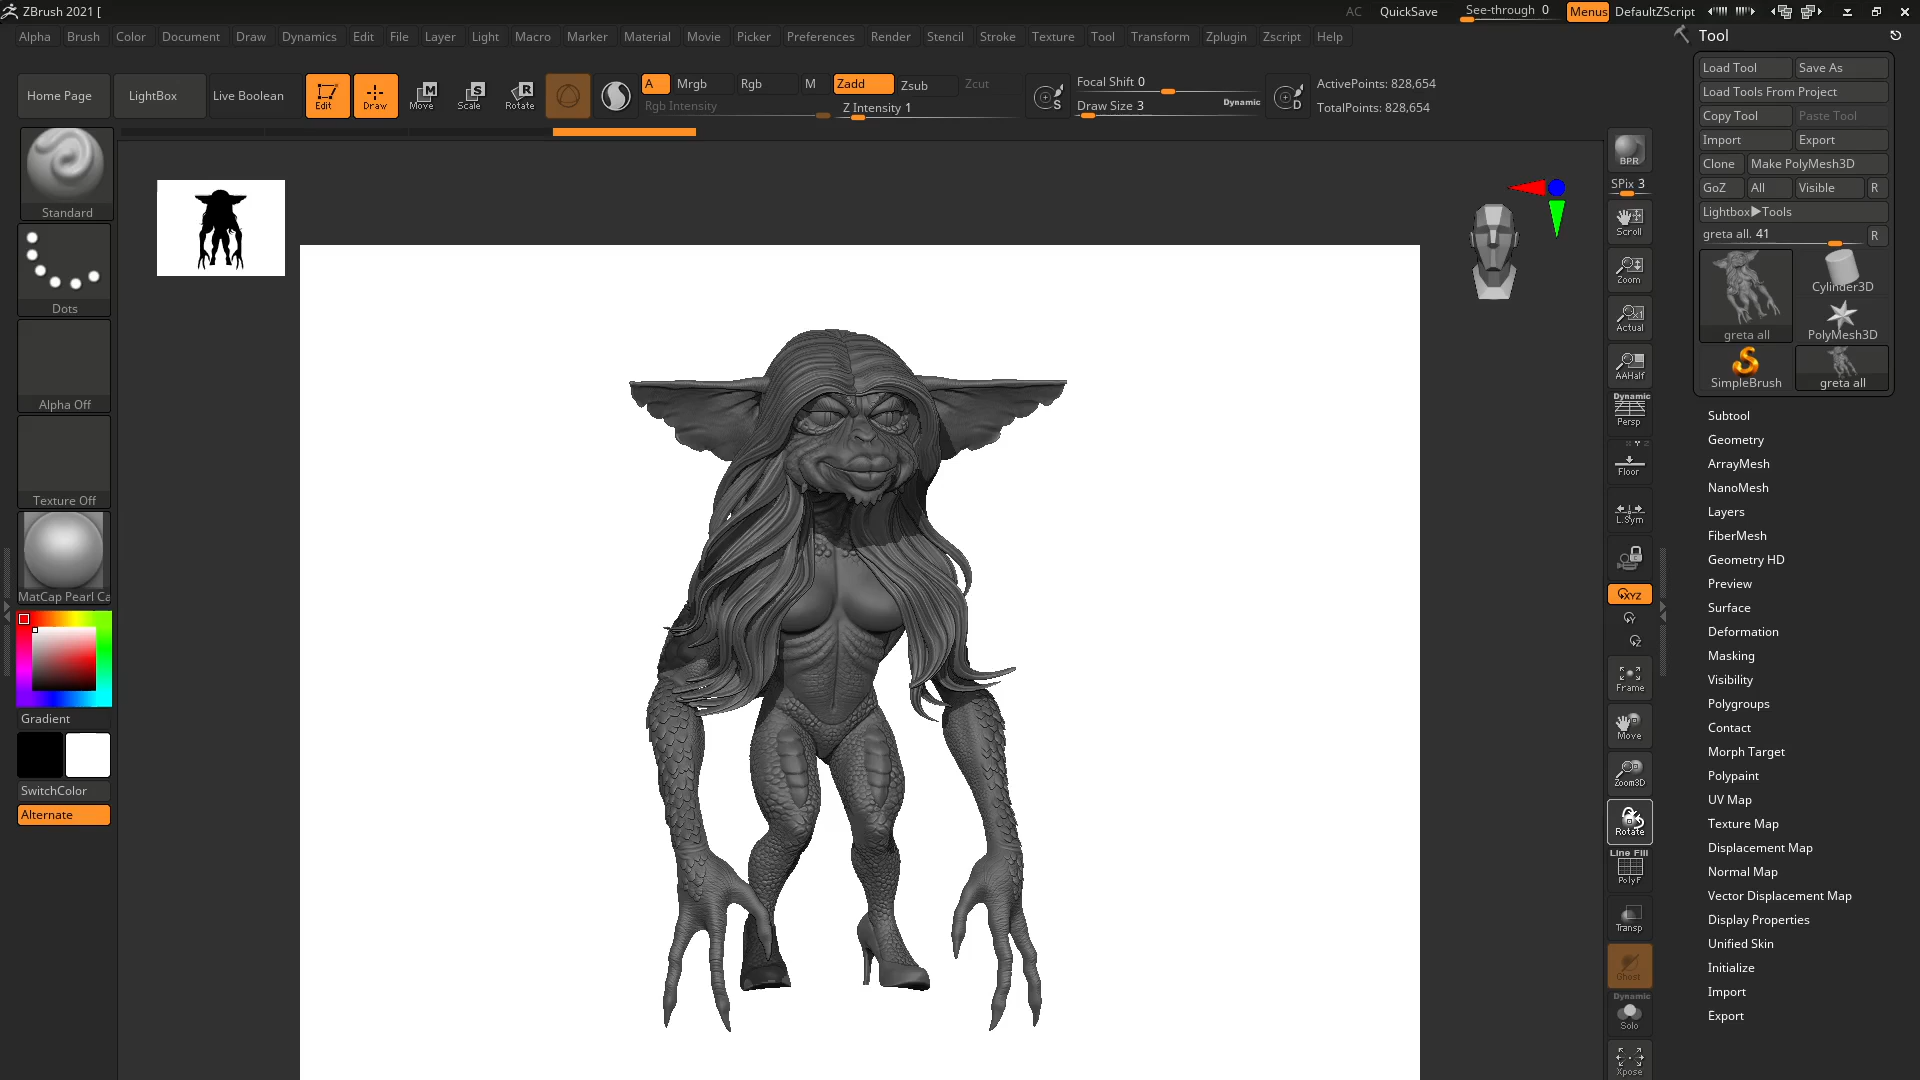 ZBrush 2021 [
AC QuickSave See-through 0 Menus DefaultZScript
Alpha Brush Color Document Draw Dynamics Edit File Layer Light Macro Marker Material Movie Picker Preferences Render Stencil Stroke Texture Tool Transform Zplugin Zscript Help
Home Page LightBox Live Boolean Edit Draw Move Scale Rotate
M S R
A Mrgb Rgb M Zadd Zsub Zcut
Rgb Intensity Z Intensity 1
S Focal Shift 0
Draw Size 3 Dynamic
D ActivePoints: 828,654
TotalPoints: 828,654
Standard
Dots
Alpha Off
Texture Off
MatCap Pearl Ca
Gradient
SwitchColor
Alternate
BPR
SPix 3
Scroll
Zoom
Actual
AAHalf
Dynamic
Persp
Floor
L.Sym
XYZ
Y
Z
Frame
Move
Zoom3D
Rotate
Line Fill
PolyF
Transp
Ghost
Dynamic
Solo
Xpose
Tool
Load Tool Save As
Load Tools From Project
Copy Tool Paste Tool
Import Export
Clone Make PolyMesh3D
GoZ All Visible R
Lightbox▶Tools
greta all. 41 R
greta all Cylinder3D
PolyMesh3D
SimpleBrush greta all
Subtool
Geometry
ArrayMesh
NanoMesh
Layers
FiberMesh
Geometry HD
Preview
Surface
Deformation
Masking
Visibility
Polygroups
Contact
Morph Target
Polypaint
UV Map
Texture Map
Displacement Map
Normal Map
Vector Displacement Map
Display Properties
Unified Skin
Initialize
Import
Export